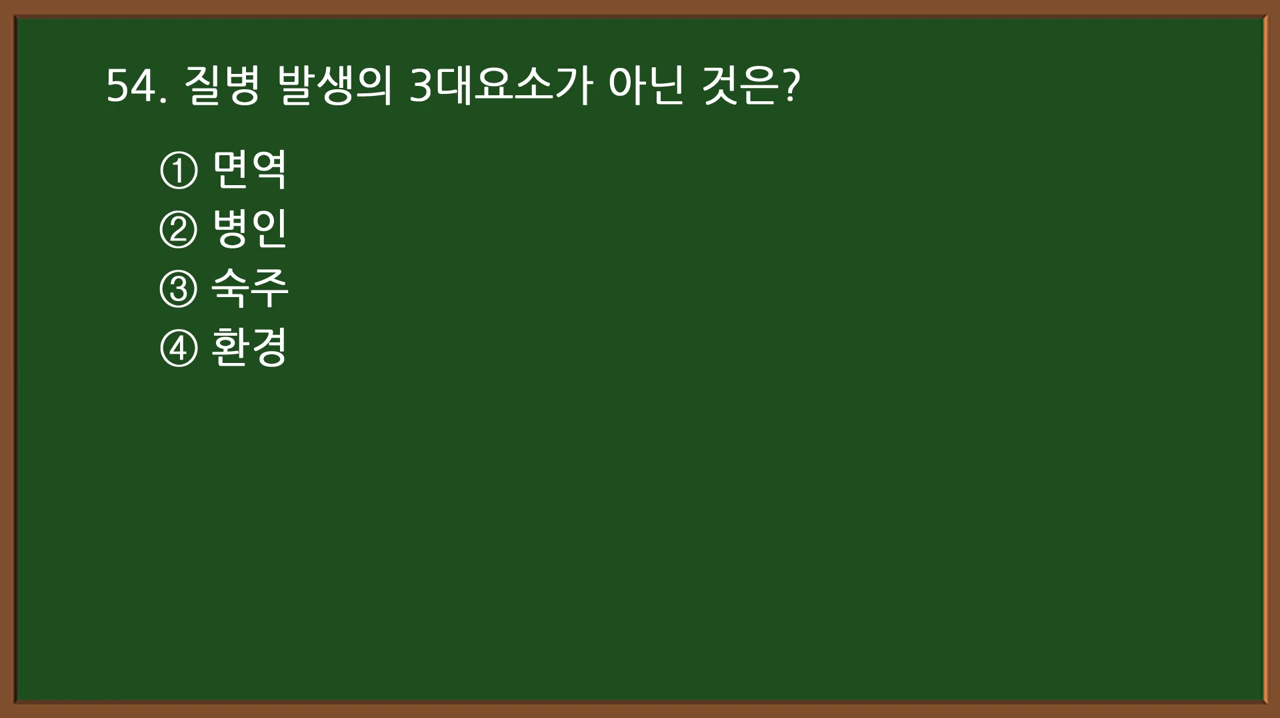 54. 질병 발생의 3대요소가 아닌 것은?
① 면역
② 병인
③ 숙주
④ 환경